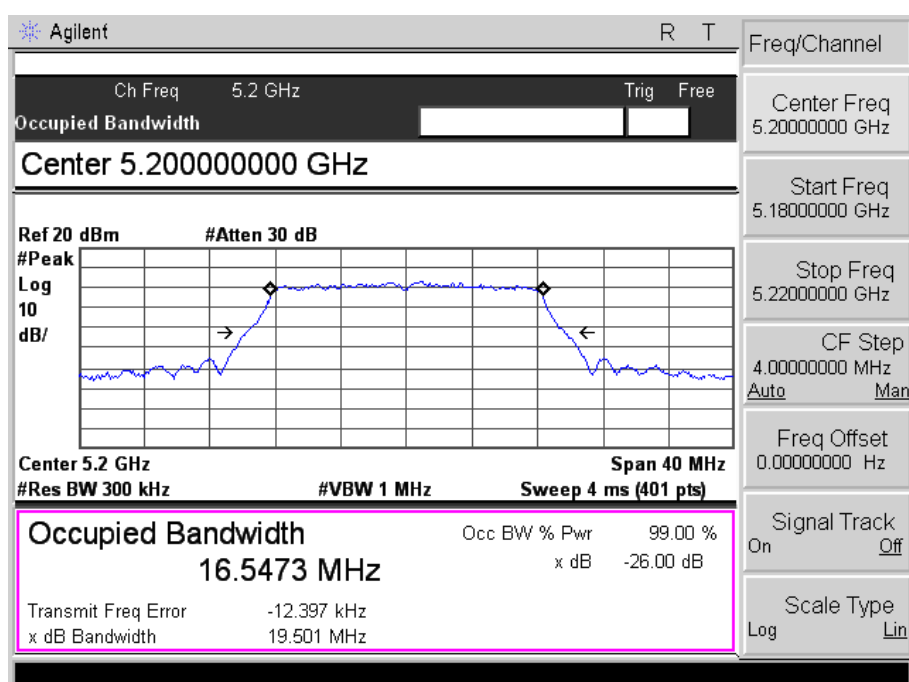 Agilent R T
Freq/Channel
Ch Freq 5.2 GHz Trig Free
Occupied Bandwidth
Center 5.200000000 GHz
Ref 20 dBm #Atten 30 dB
#Peak
Log
10
dB/
Center 5.2 GHz Span 40 MHz
#Res BW 300 kHz #VBW 1 MHz Sweep 4 ms (401 pts)
Occupied Bandwidth
16.5473 MHz
Occ BW % Pwr 99.00 %
x dB -26.00 dB
Transmit Freq Error -12.397 kHz
x dB Bandwidth 19.501 MHz
Center Freq
5.20000000 GHz
Start Freq
5.18000000 GHz
Stop Freq
5.22000000 GHz
CF Step
4.00000000 MHz
Auto Man
Freq Offset
0.00000000 Hz
Signal Track
On Off
Scale Type
Log Lin